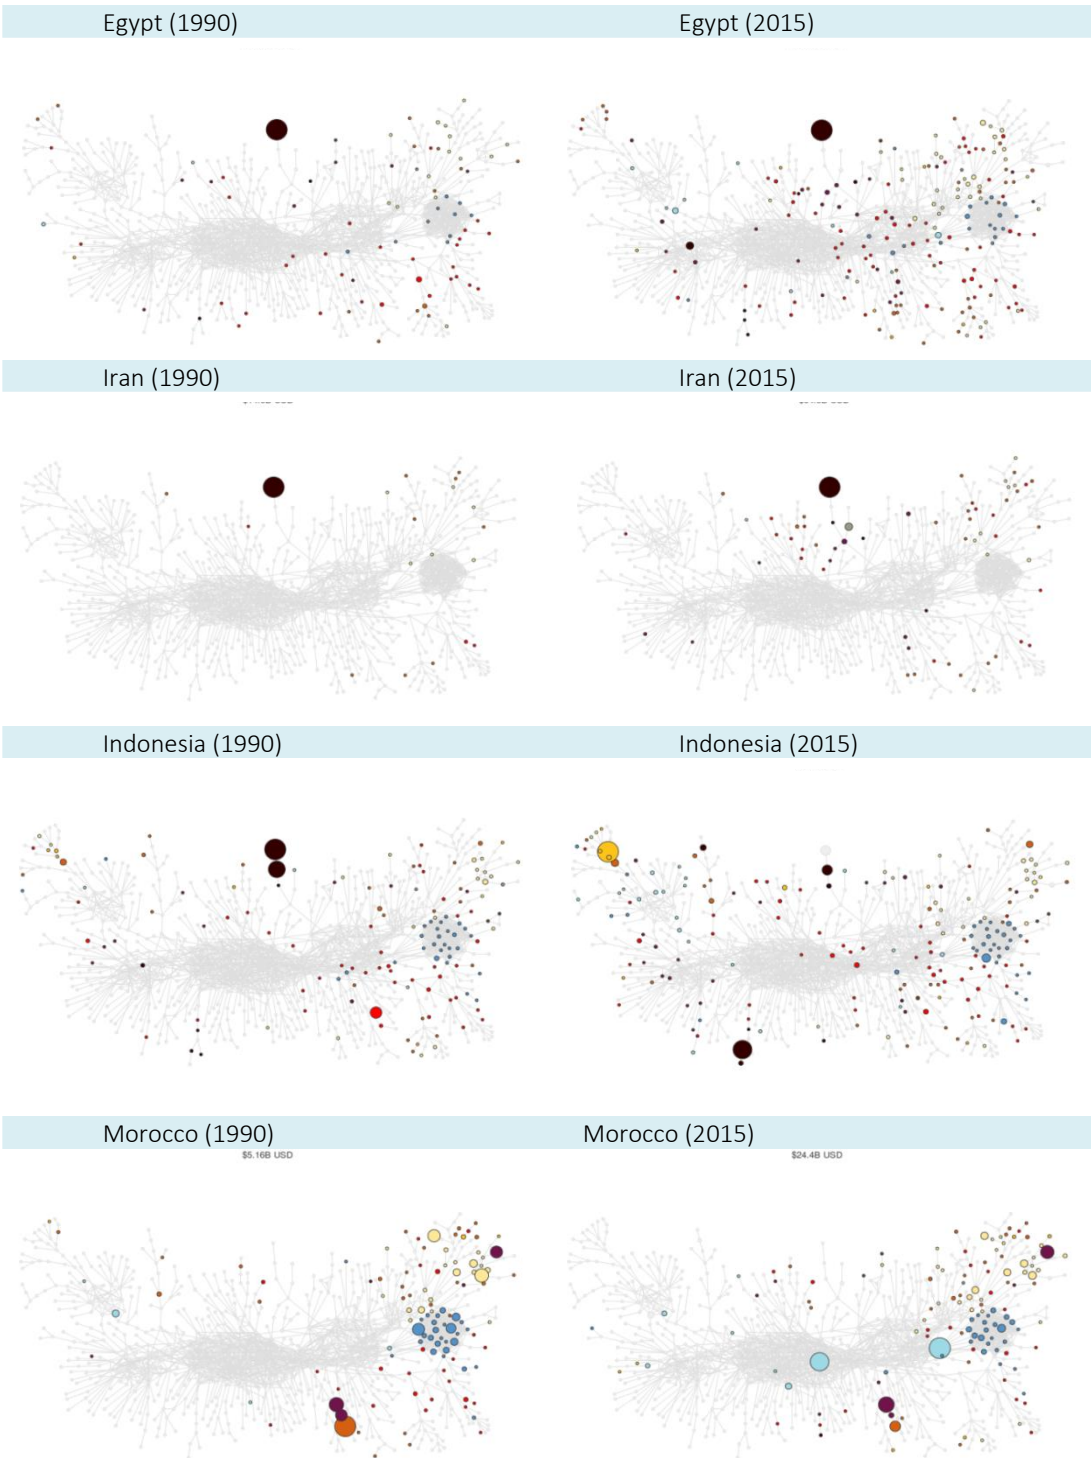 Egypt (1990)
Egypt (2015)
Iran (1990)
Iran (2015)
Indonesia (1990)
Indonesia (2015)
Morocco (1990)
Morocco (2015)
$5.16B USD
$24.4B USD